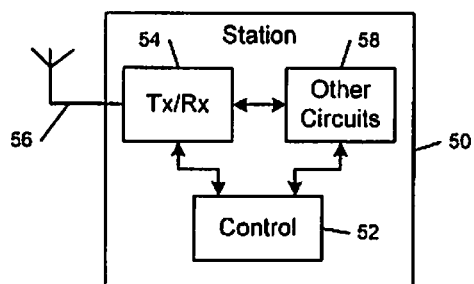 Station
54
58
Tx/Rx
Other
Circuits
56
50
Control
52